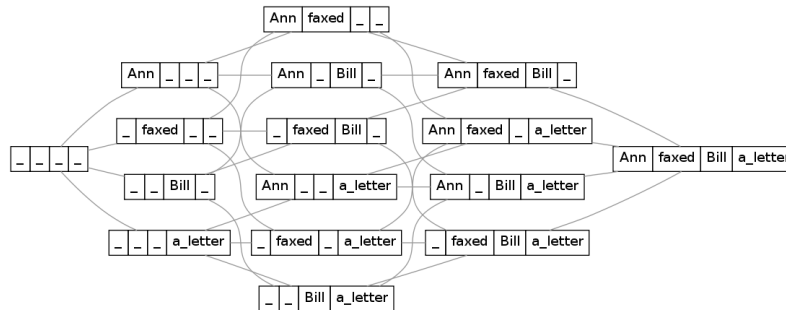 Ann faxed _ _
Ann _ _ _
Ann _ Bill _
Ann faxed Bill _
_ faxed _ _
_ faxed Bill _
Ann faxed _ a_letter
_ _ _ _
Ann faxed Bill a_letter
_ _ Bill _
Ann _ _ a_letter
Ann _ Bill a_letter
_ _ _ a_letter
_ faxed _ a_letter
_ faxed Bill a_letter
_ _ Bill a_letter